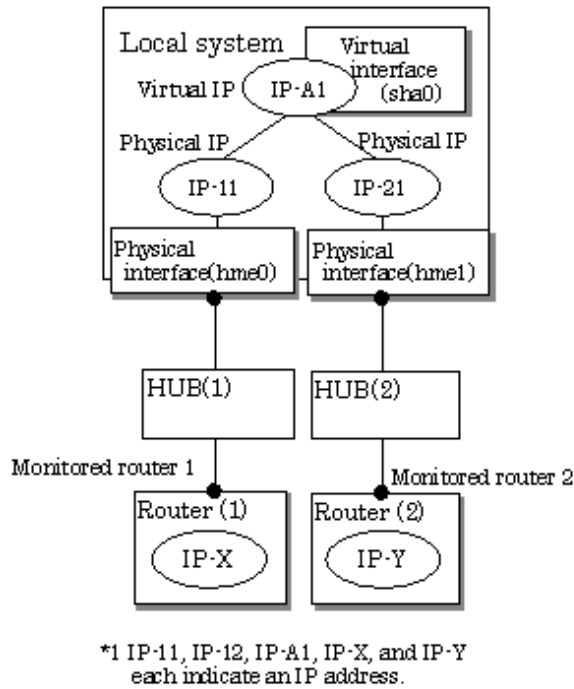 Local system
Virtual
interface
(sha0)
Virtual IP
IP-A1
Physical IP
Physical IP
IP-11
IP-21
Physical
interface(hme0)
Physical
interface(hme1)
HUB(1)
HUB(2)
Monitored router 1
Monitored router 2
Router (1)
Router (2)
IP-X
IP-Y
*1 IP-11, IP-12, IP-A1, IP-X, and IP-Y
each indicate an IP address.